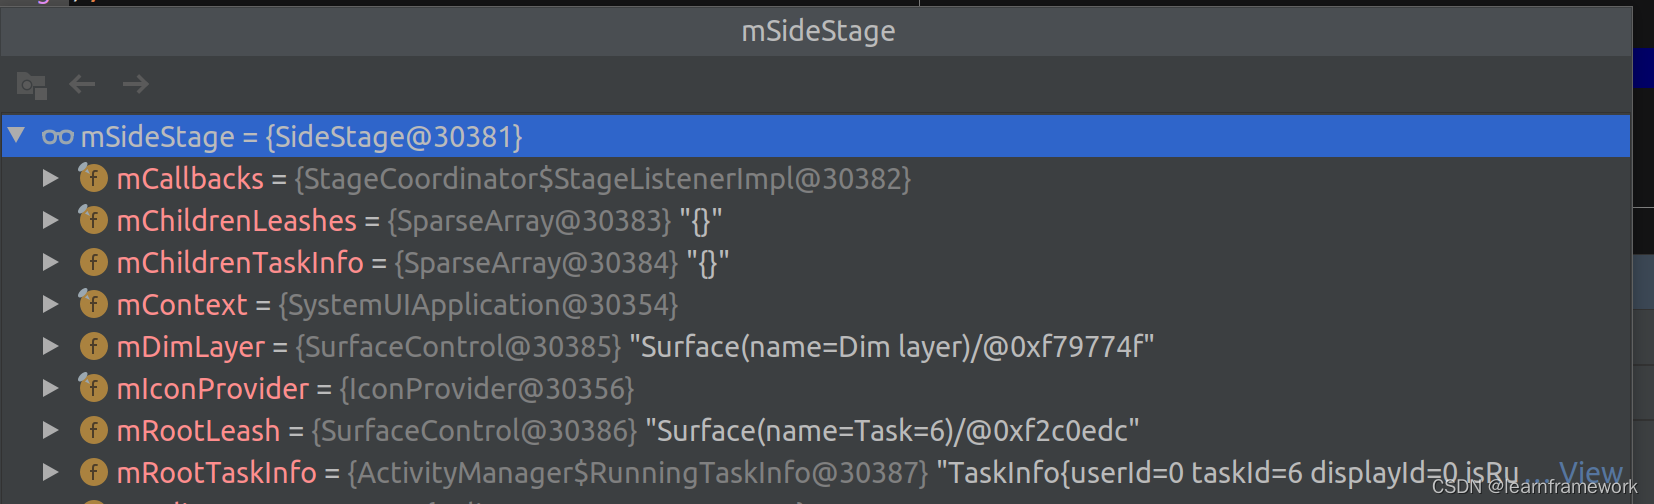 mSideStage
mSideStage = {SideStage@30381}
mCallbacks = {StageCoordinator$StageListenerImpl@30382}
mChildrenLeashes = {SparseArray@30383} "{}"
mChildrenTaskInfo = {SparseArray@30384} "{}"
mContext = {SystemUIApplication@30354}
mDimLayer = {SurfaceControl@30385} "Surface(name=Dim layer)/@0xf79774f"
mIconProvider = {IconProvider@30356}
mRootLeash = {SurfaceControl@30386} "Surface(name=Task=6)/@0xf2c0edc"
mRootTaskInfo = {ActivityManager$RunningTaskInfo@30387} "TaskInfo{userId=0 taskId=6 displayId=0 isRu... View
CSDN @learnframework